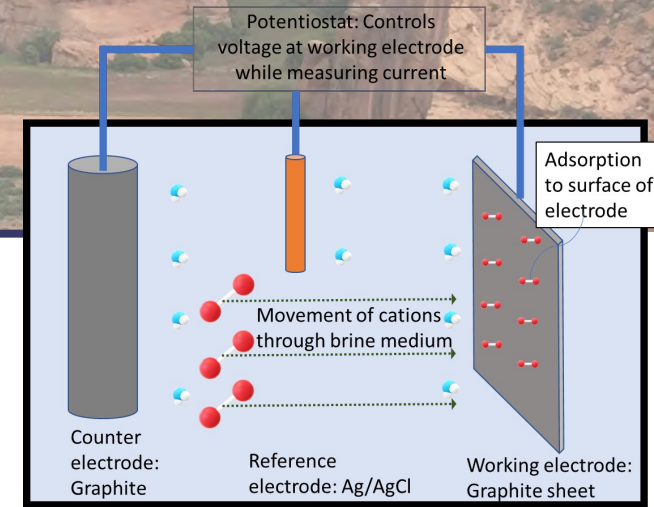 Potentiostat: Controls
voltage at working electrode
while measuring current
Adsorption
to surface of
electrode
Movement of cations
through brine medium
Counter
electrode:
Graphite
Reference
electrode: Ag/AgCl
Working electrode:
Graphite sheet